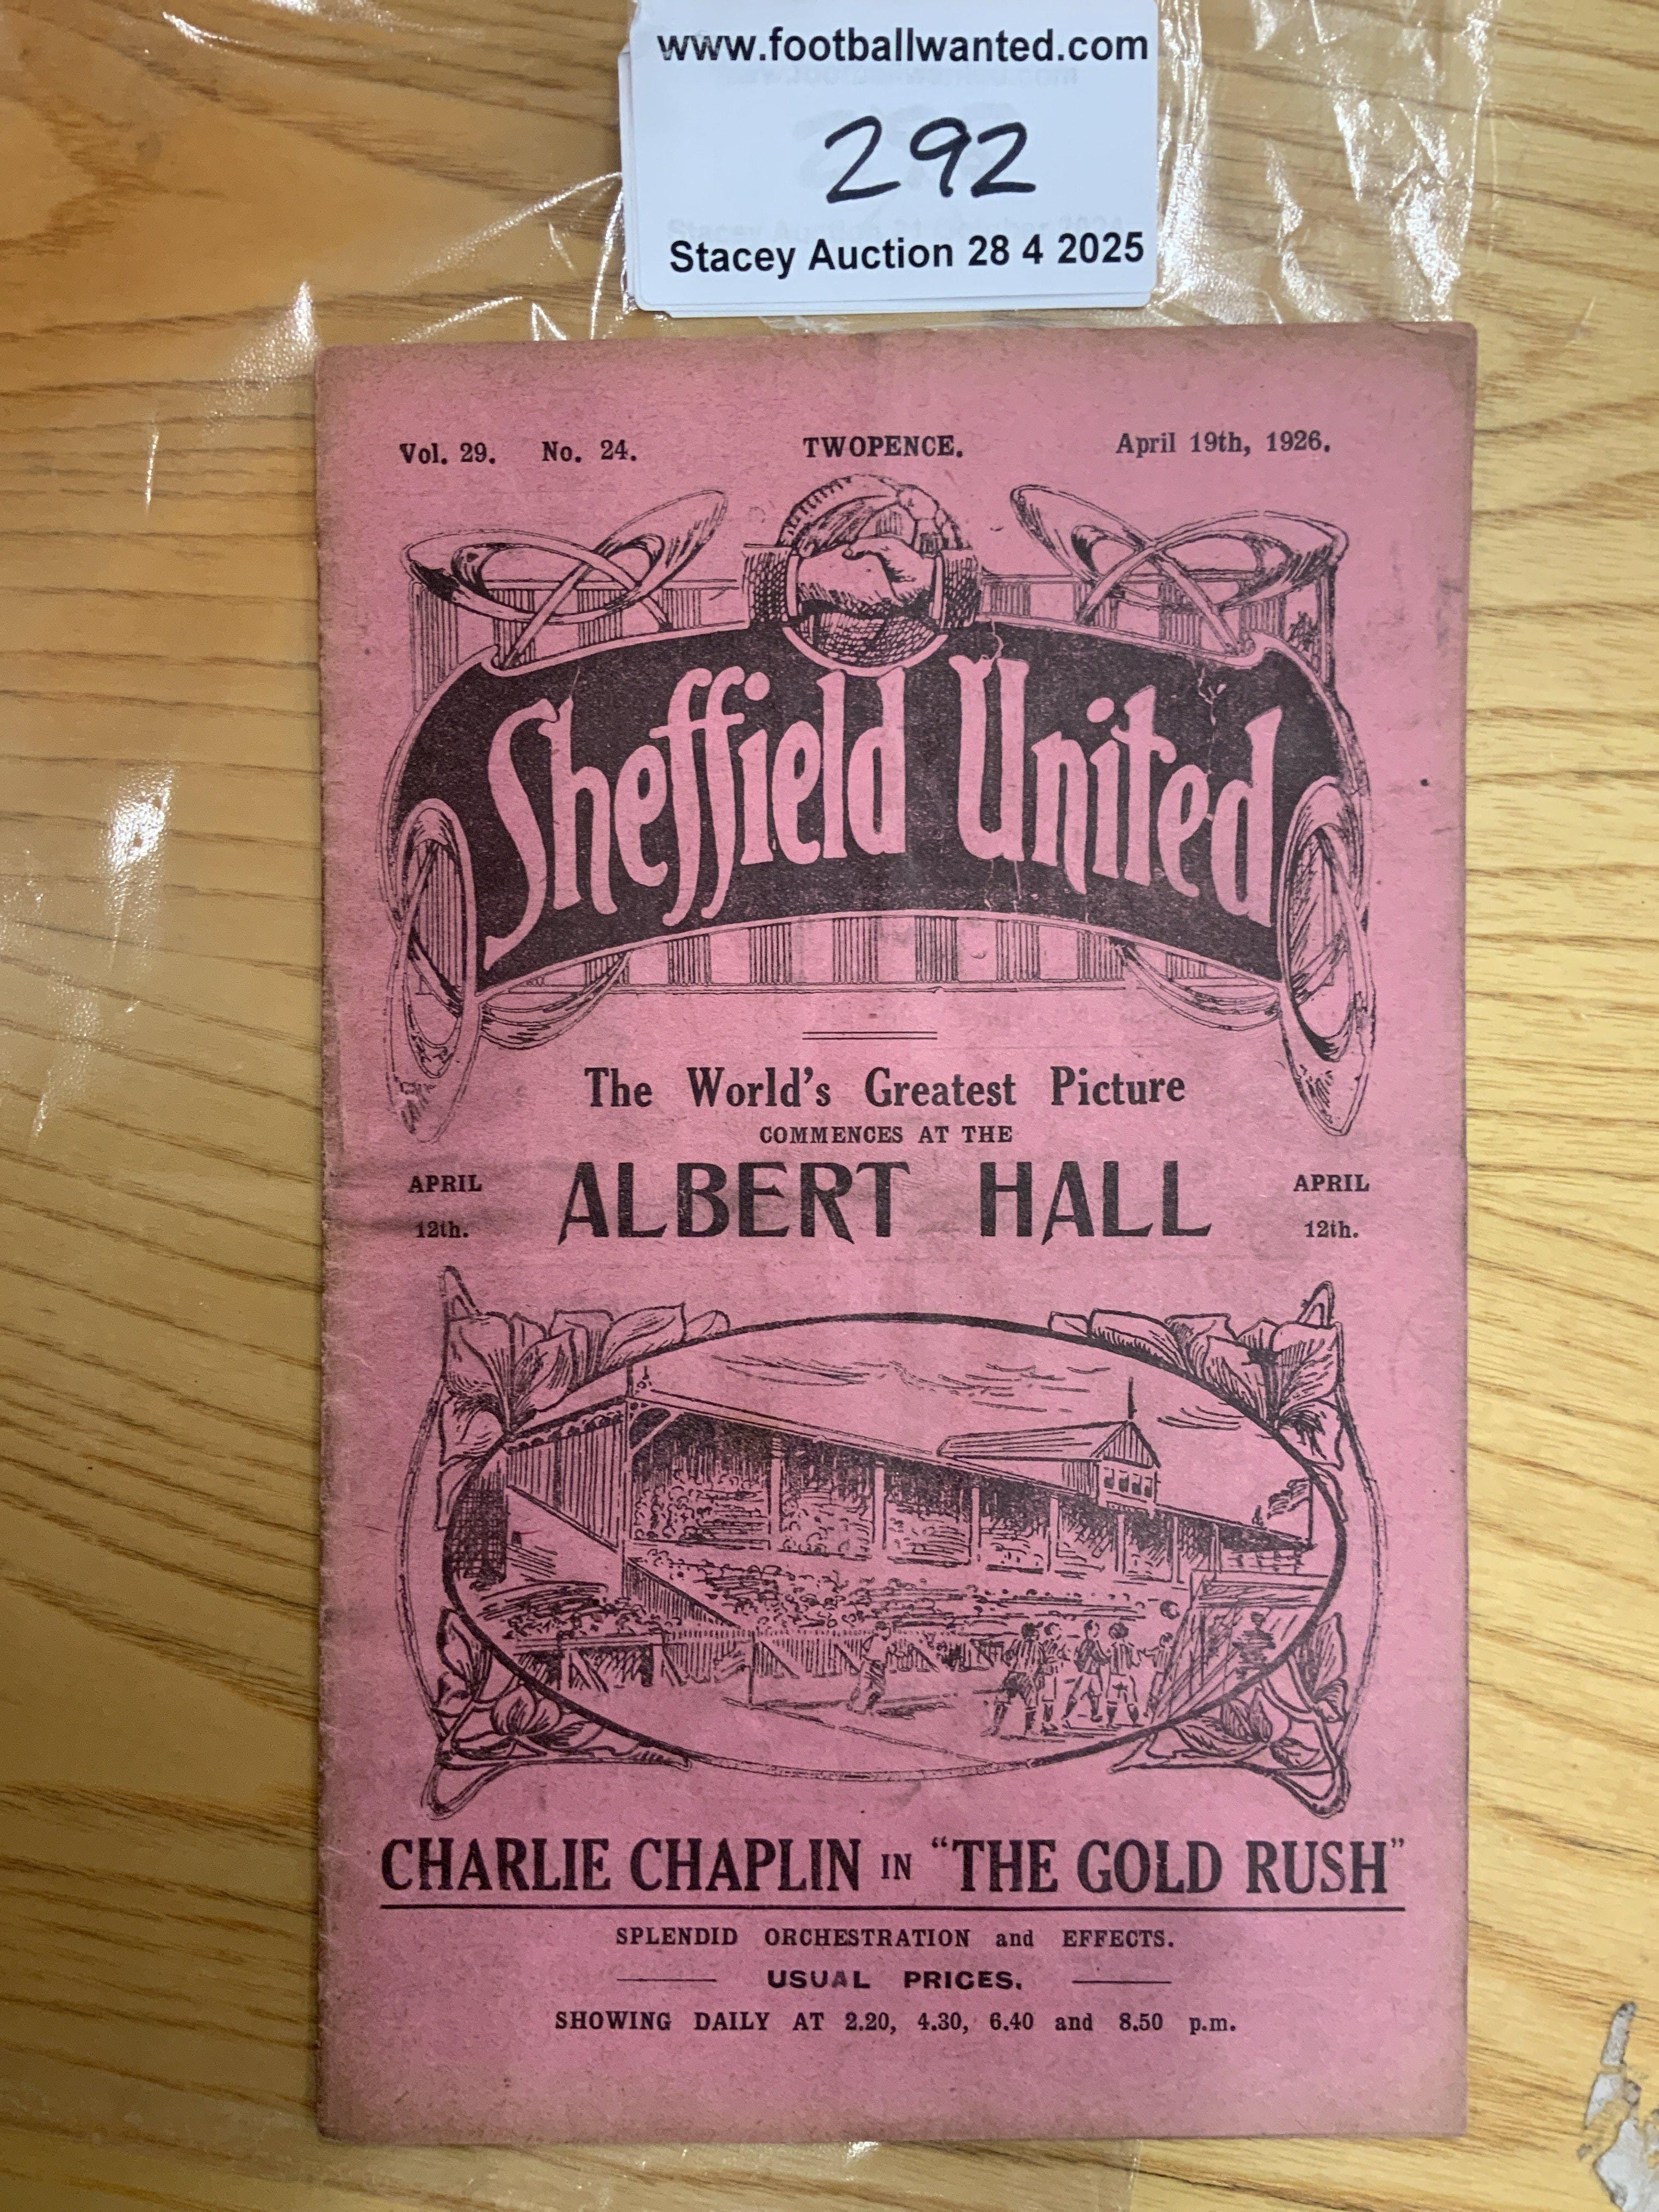 www.footballwanted.com
292
Stacey Auction 28 4 2025
Vol. 29. No. 24. TWOPENCE. April 19th, 1926.
Sheffield United
The World's Greatest Picture
COMMENCES AT THE
APRIL 12th. ALBERT HALL APRIL 12th.
CHARLIE CHAPLIN IN "THE GOLD RUSH"
SPLENDID ORCHESTRATION and EFFECTS.
USUAL PRICES.
SHOWING DAILY AT 2.20, 4.30, 6.40 and 8.50 p.m.